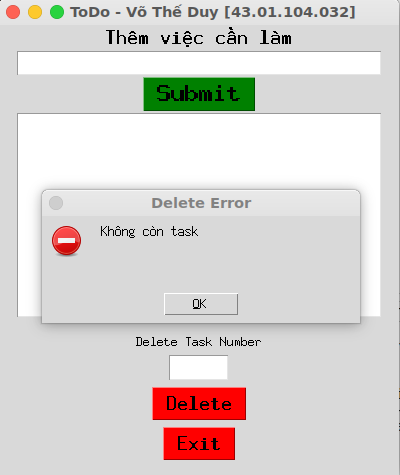 ToDo - Võ Thế Duy [43.01.104.032]
Thêm việc cần làm
Submit
Delete Error
Không còn task
OK
Delete Task Number
Delete
Exit